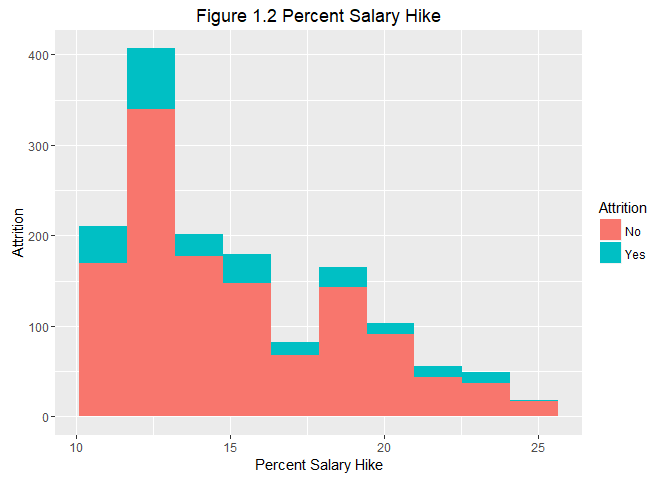 Figure 1.2 Percent Salary Hike
400
300
200
100
0
Attrition
10 15 20 25
Percent Salary Hike
Attrition
No
Yes